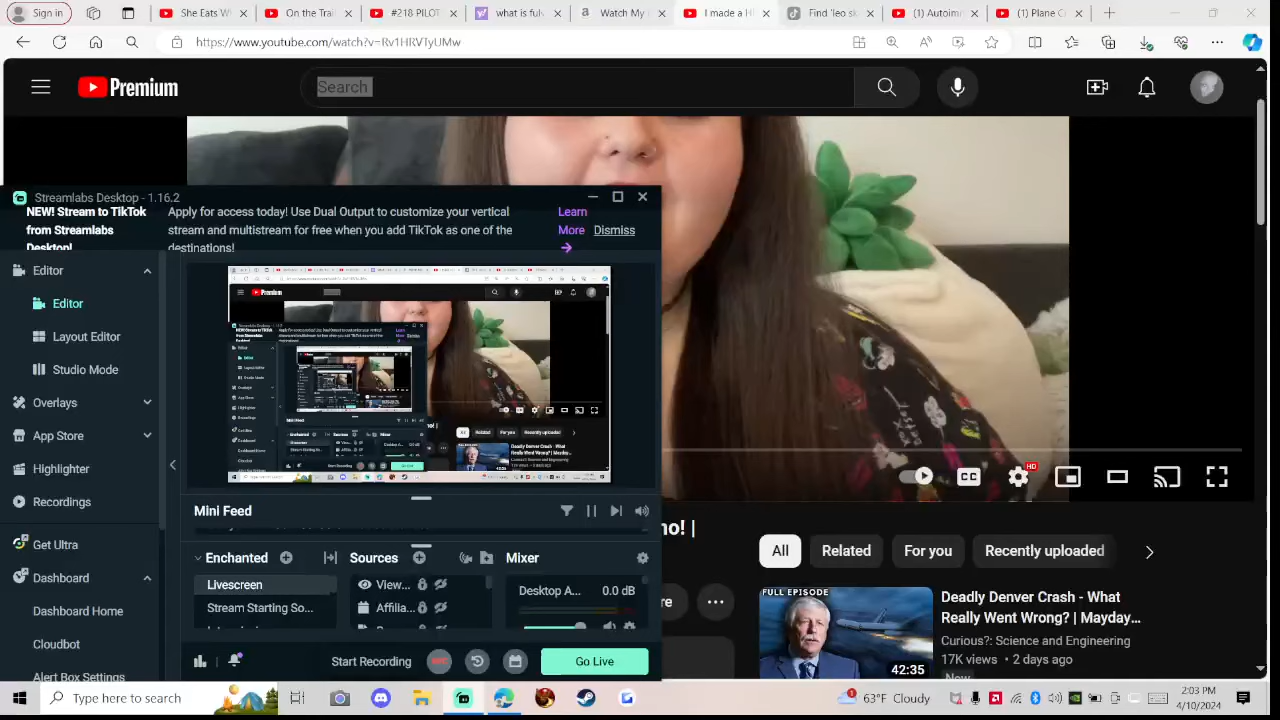 Sign in
She Eats W
On the Tra
#218 PILOT
what is ful
Watch My
I made a H
Find 'leo sk
(1) Autoim
(1) Plane C
https://www.youtube.com/watch?v=Rv1HRVTyUMw
Premium
Search
Streamlabs Desktop - 1.16.2
NEW! Stream to TikTok from Streamlabs Desktop!
Apply for access today! Use Dual Output to customize your vertical stream and multistream for free when you add TikTok as one of the destinations!
Learn More
Dismiss
Editor
Editor
Layout Editor
Studio Mode
Overlays
App Store
Highlighter
Recordings
Get Ultra
Dashboard
Dashboard Home
Cloudbot
Alert Box Settings
Mini Feed
Enchanted
Livescreen
Stream Starting So...
Sources
View...
Affilia...
Mixer
Desktop A... 0.0 dB
Start Recording
REC
Go Live
CC
HD
no! |
re
All
Related
For you
Recently uploaded
FULL EPISODE
42:35
Deadly Denver Crash - What
Really Went Wrong? | Mayday...
Curious?: Science and Engineering
17K views • 2 days ago
New
Type here to search
63°F Cloudy
2:03 PM
4/10/2024